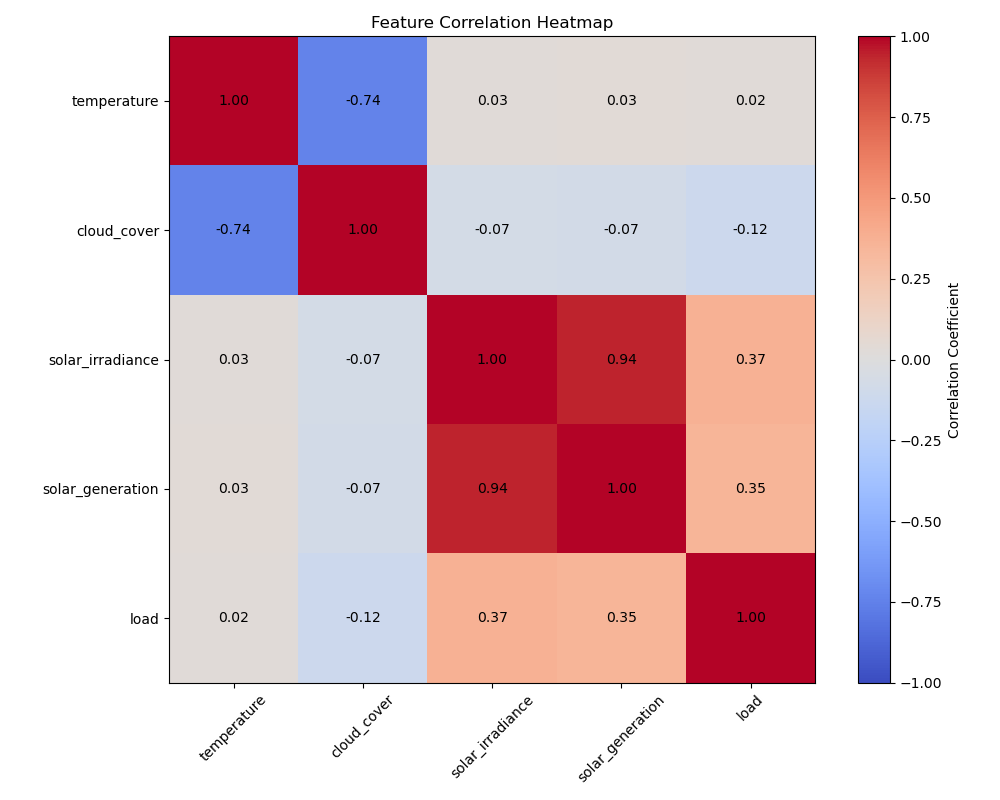 Feature Correlation Heatmap
temperature
1.00
-0.74
0.03
0.03
0.02
cloud_cover
-0.74
1.00
-0.07
-0.07
-0.12
solar_irradiance
0.03
-0.07
1.00
0.94
0.37
solar_generation
0.03
-0.07
0.94
1.00
0.35
load
0.02
-0.12
0.37
0.35
1.00
temperature
cloud_cover
solar_irradiance
solar_generation
load
1.00
0.75
0.50
0.25
0.00
−0.25
−0.50
−0.75
−1.00
Correlation Coefficient